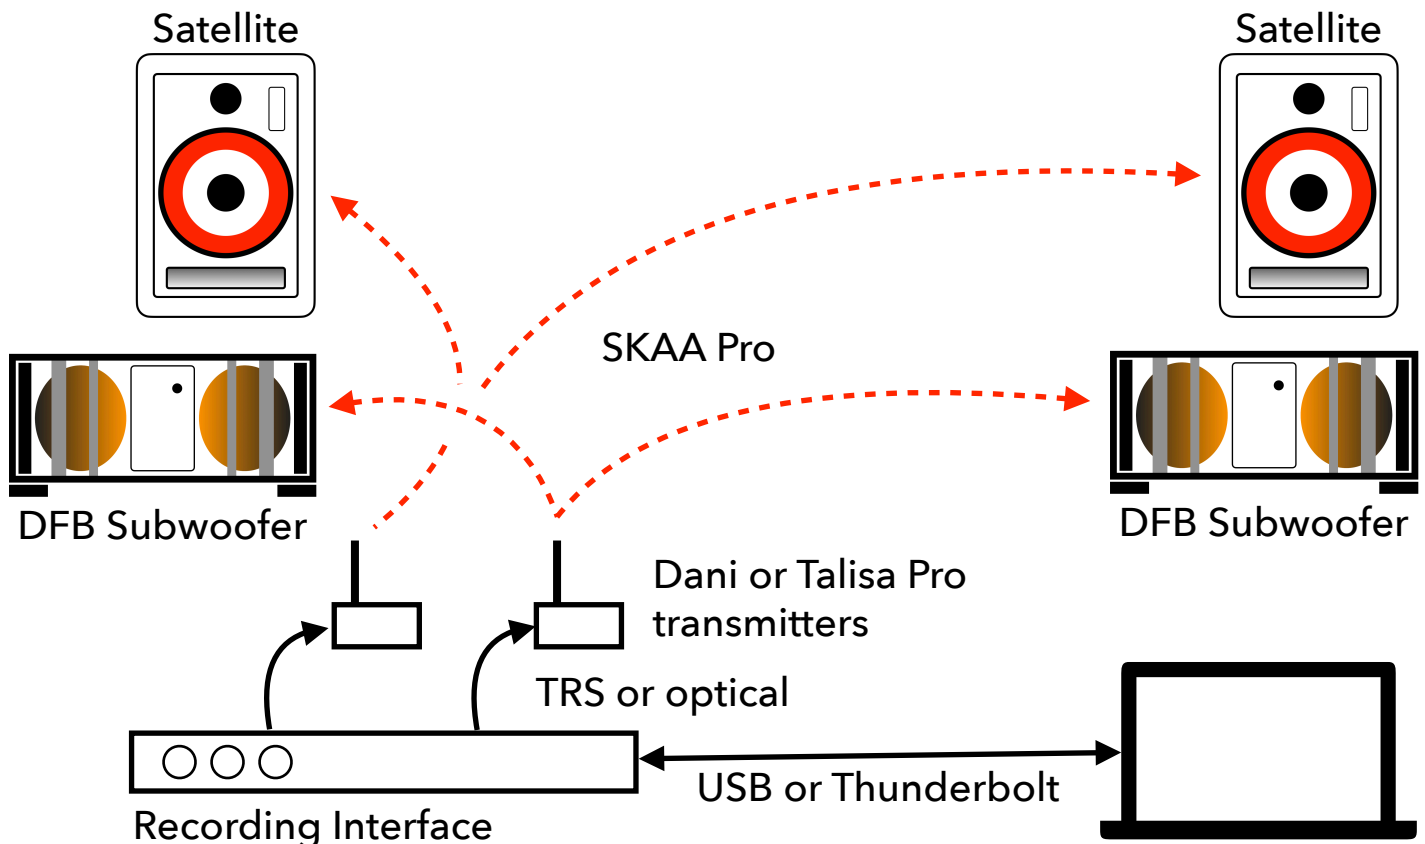 Satellite
Satellite
SKAA Pro
DFB Subwoofer
DFB Subwoofer
Dani or Talisa Pro
transmitters
TRS or optical
USB or Thunderbolt
Recording Interface